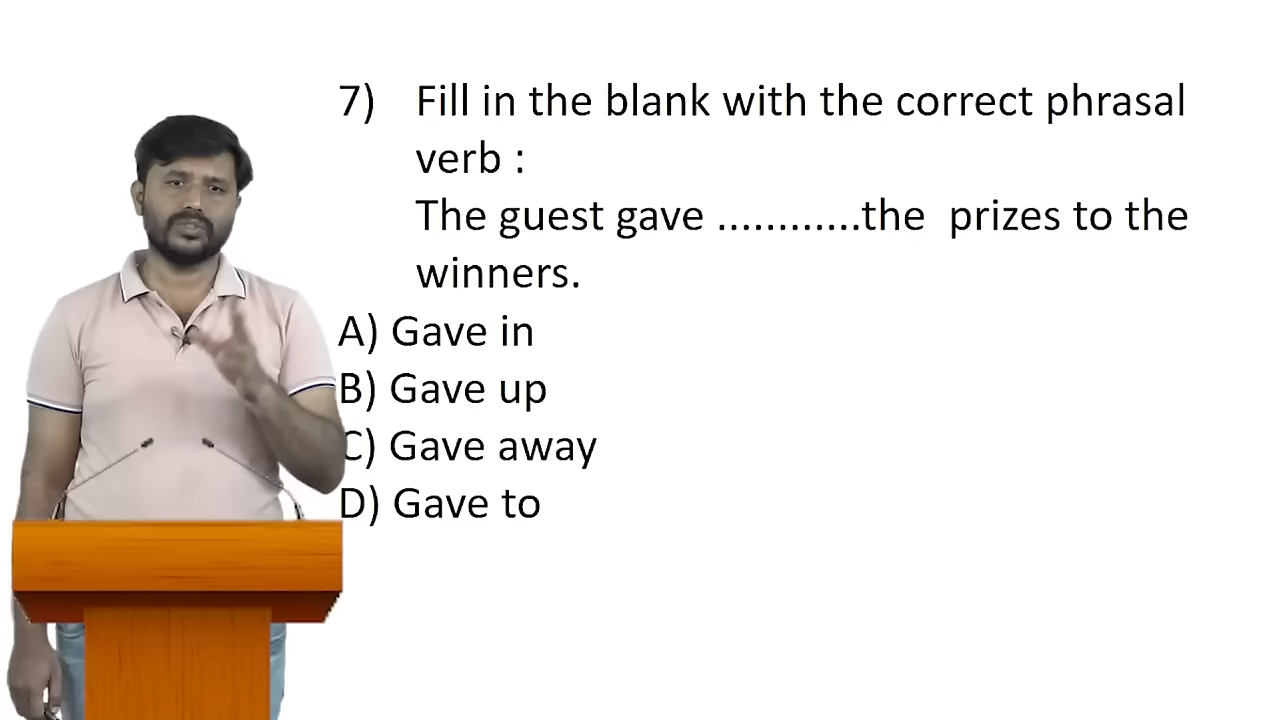 7) Fill in the blank with the correct phrasal
verb :
The guest gave ............the  prizes to the
winners.
A) Gave in
B) Gave up
C) Gave away
D) Gave to